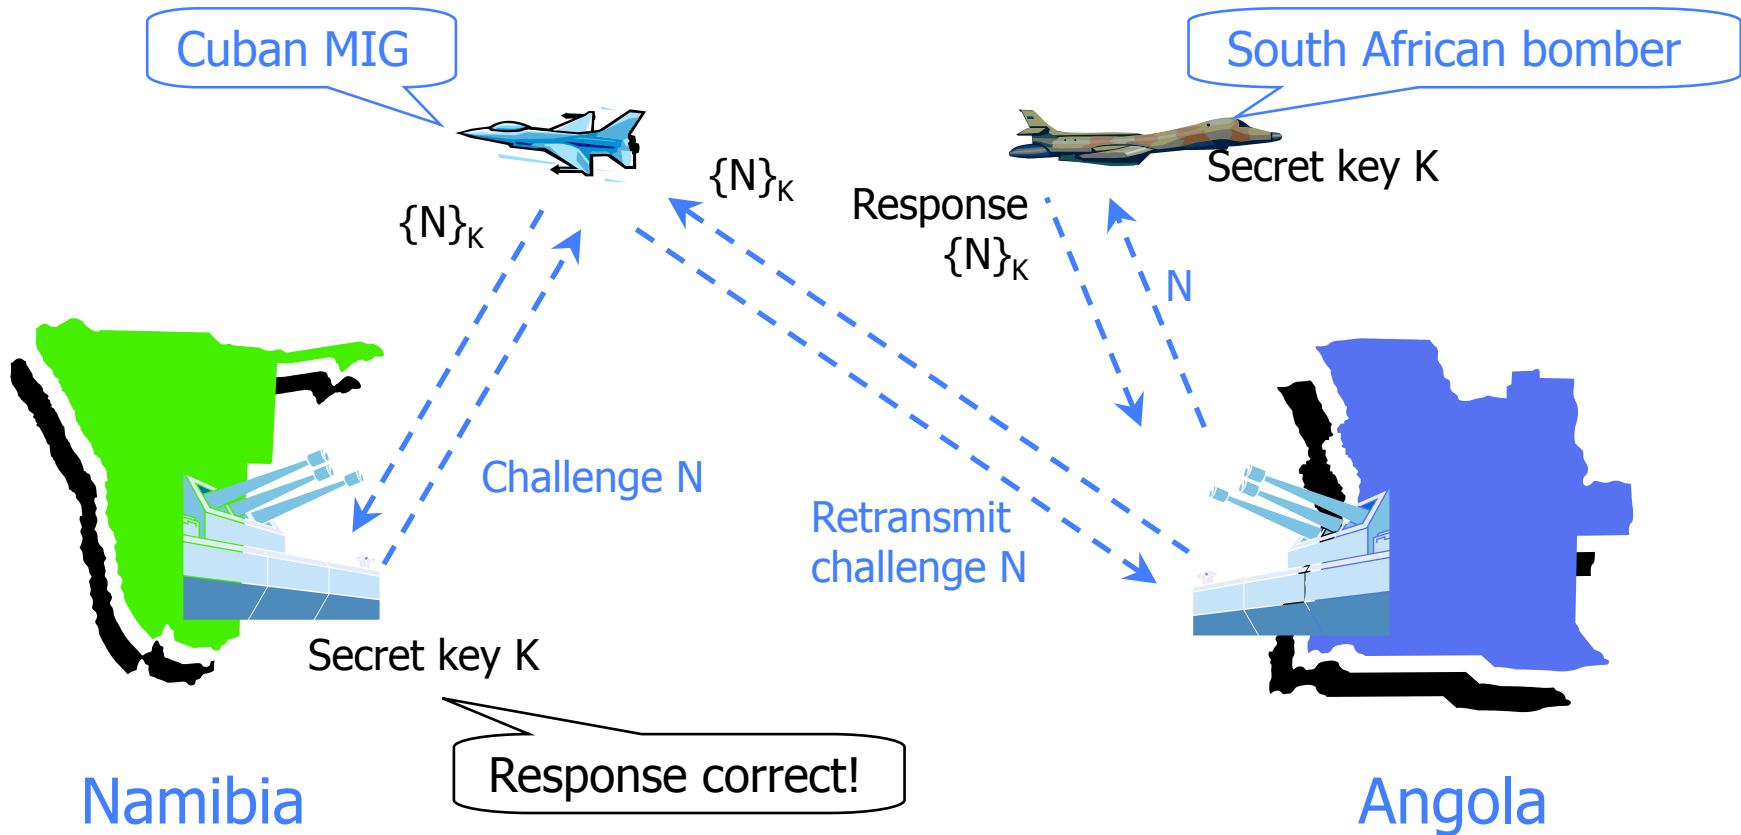 Cuban MIG
South African bomber
Secret key K
{N}K
Response
{N}K
{N}K
N
Challenge N
Retransmit
challenge N
Secret key K
Response correct!
Namibia
Angola